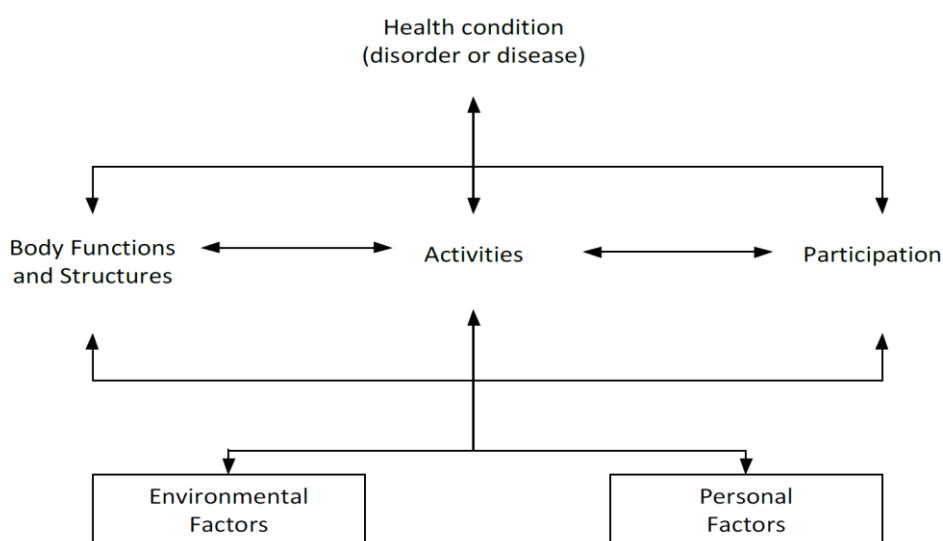 Health condition
(disorder or disease)
Body Functions
and Structures
Activities
Participation
Environmental
Factors
Personal
Factors